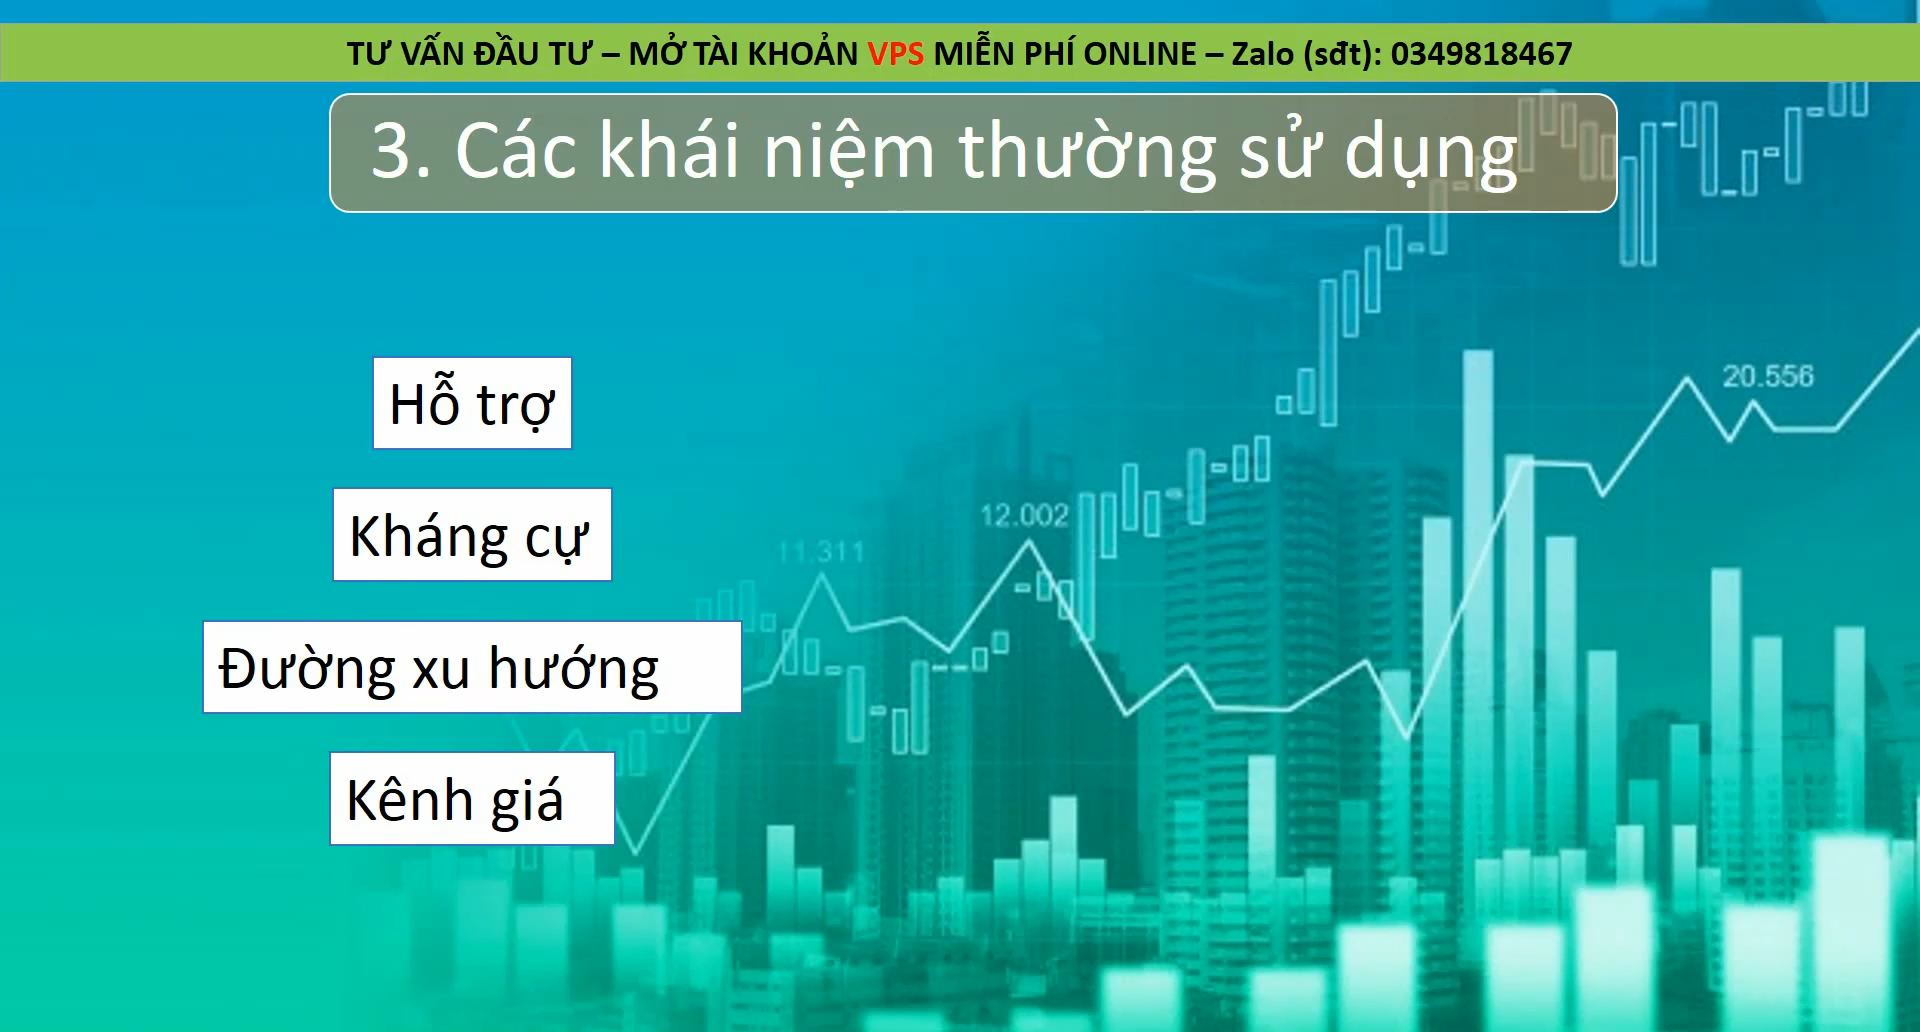 TƯ VẤN ĐẦU TƯ – MỞ TÀI KHOẢN VPS MIỄN PHÍ ONLINE – Zalo (sđt): 0349818467
3. Các khái niệm thường sử dụng
Hỗ trợ
20.556
Kháng cự
12.002
11.311
Đường xu hướng
Kênh giá